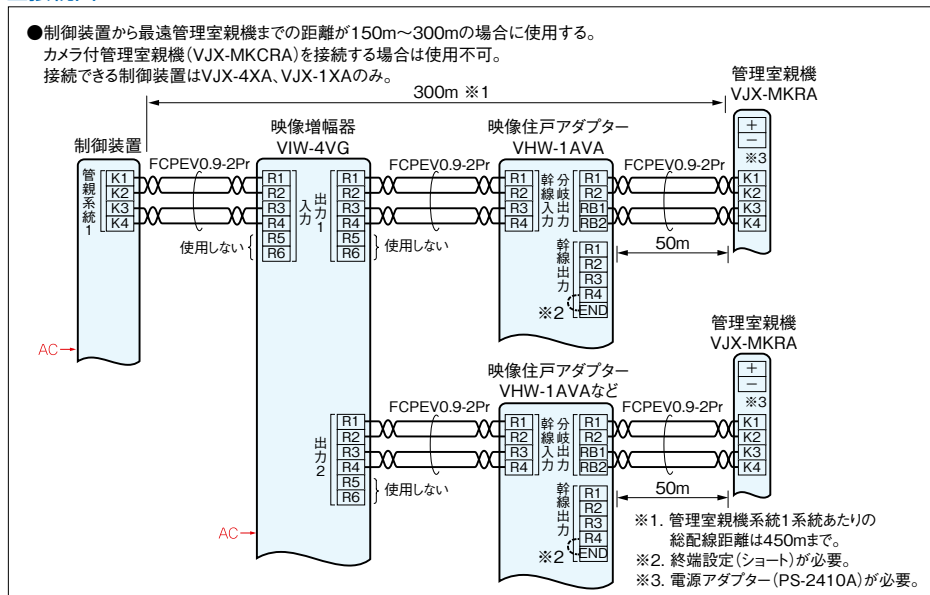 ●制御装置から最遠管理室親機までの距離が150m～300mの場合に使用する。
カメラ付管理室親機(VJX-MKCRA)を接続する場合は使用不可。
接続できる制御装置はVJX-4XA、VJX-1XAのみ。
300m ※1
管理室親機
VJX-MKRA
制御装置
映像増幅器
VIW-4VG
映像住戸アダプター
VHW-1AVA
FCPEV0.9-2Pr
FCPEV0.9-2Pr
FCPEV0.9-2Pr
管親系統1
K1
K2
K3
K4
R1
R2
R3
R4
R5
R6
入力
使用しない
出力1
R1
R2
R3
R4
R5
R6
使用しない
R1
R2
R3
R4
幹線入力
分岐出力
R1
R2
RB1
RB2
幹線出力
R1
R2
R3
R4
END
※2
+
−
※3
K1
K2
K3
K4
50m
AC
管理室親機
VJX-MKRA
映像住戸アダプター
VHW-1AVAなど
FCPEV0.9-2Pr
FCPEV0.9-2Pr
出力2
R1
R2
R3
R4
R5
R6
使用しない
R1
R2
R3
R4
幹線入力
分岐出力
R1
R2
RB1
RB2
幹線出力
R1
R2
R3
R4
END
※2
+
−
※3
K1
K2
K3
K4
50m
AC
※1. 管理室親機系統1系統あたりの
総配線距離は450mまで。
※2. 終端設定(ショート)が必要。
※3. 電源アダプター(PS-2410A)が必要。